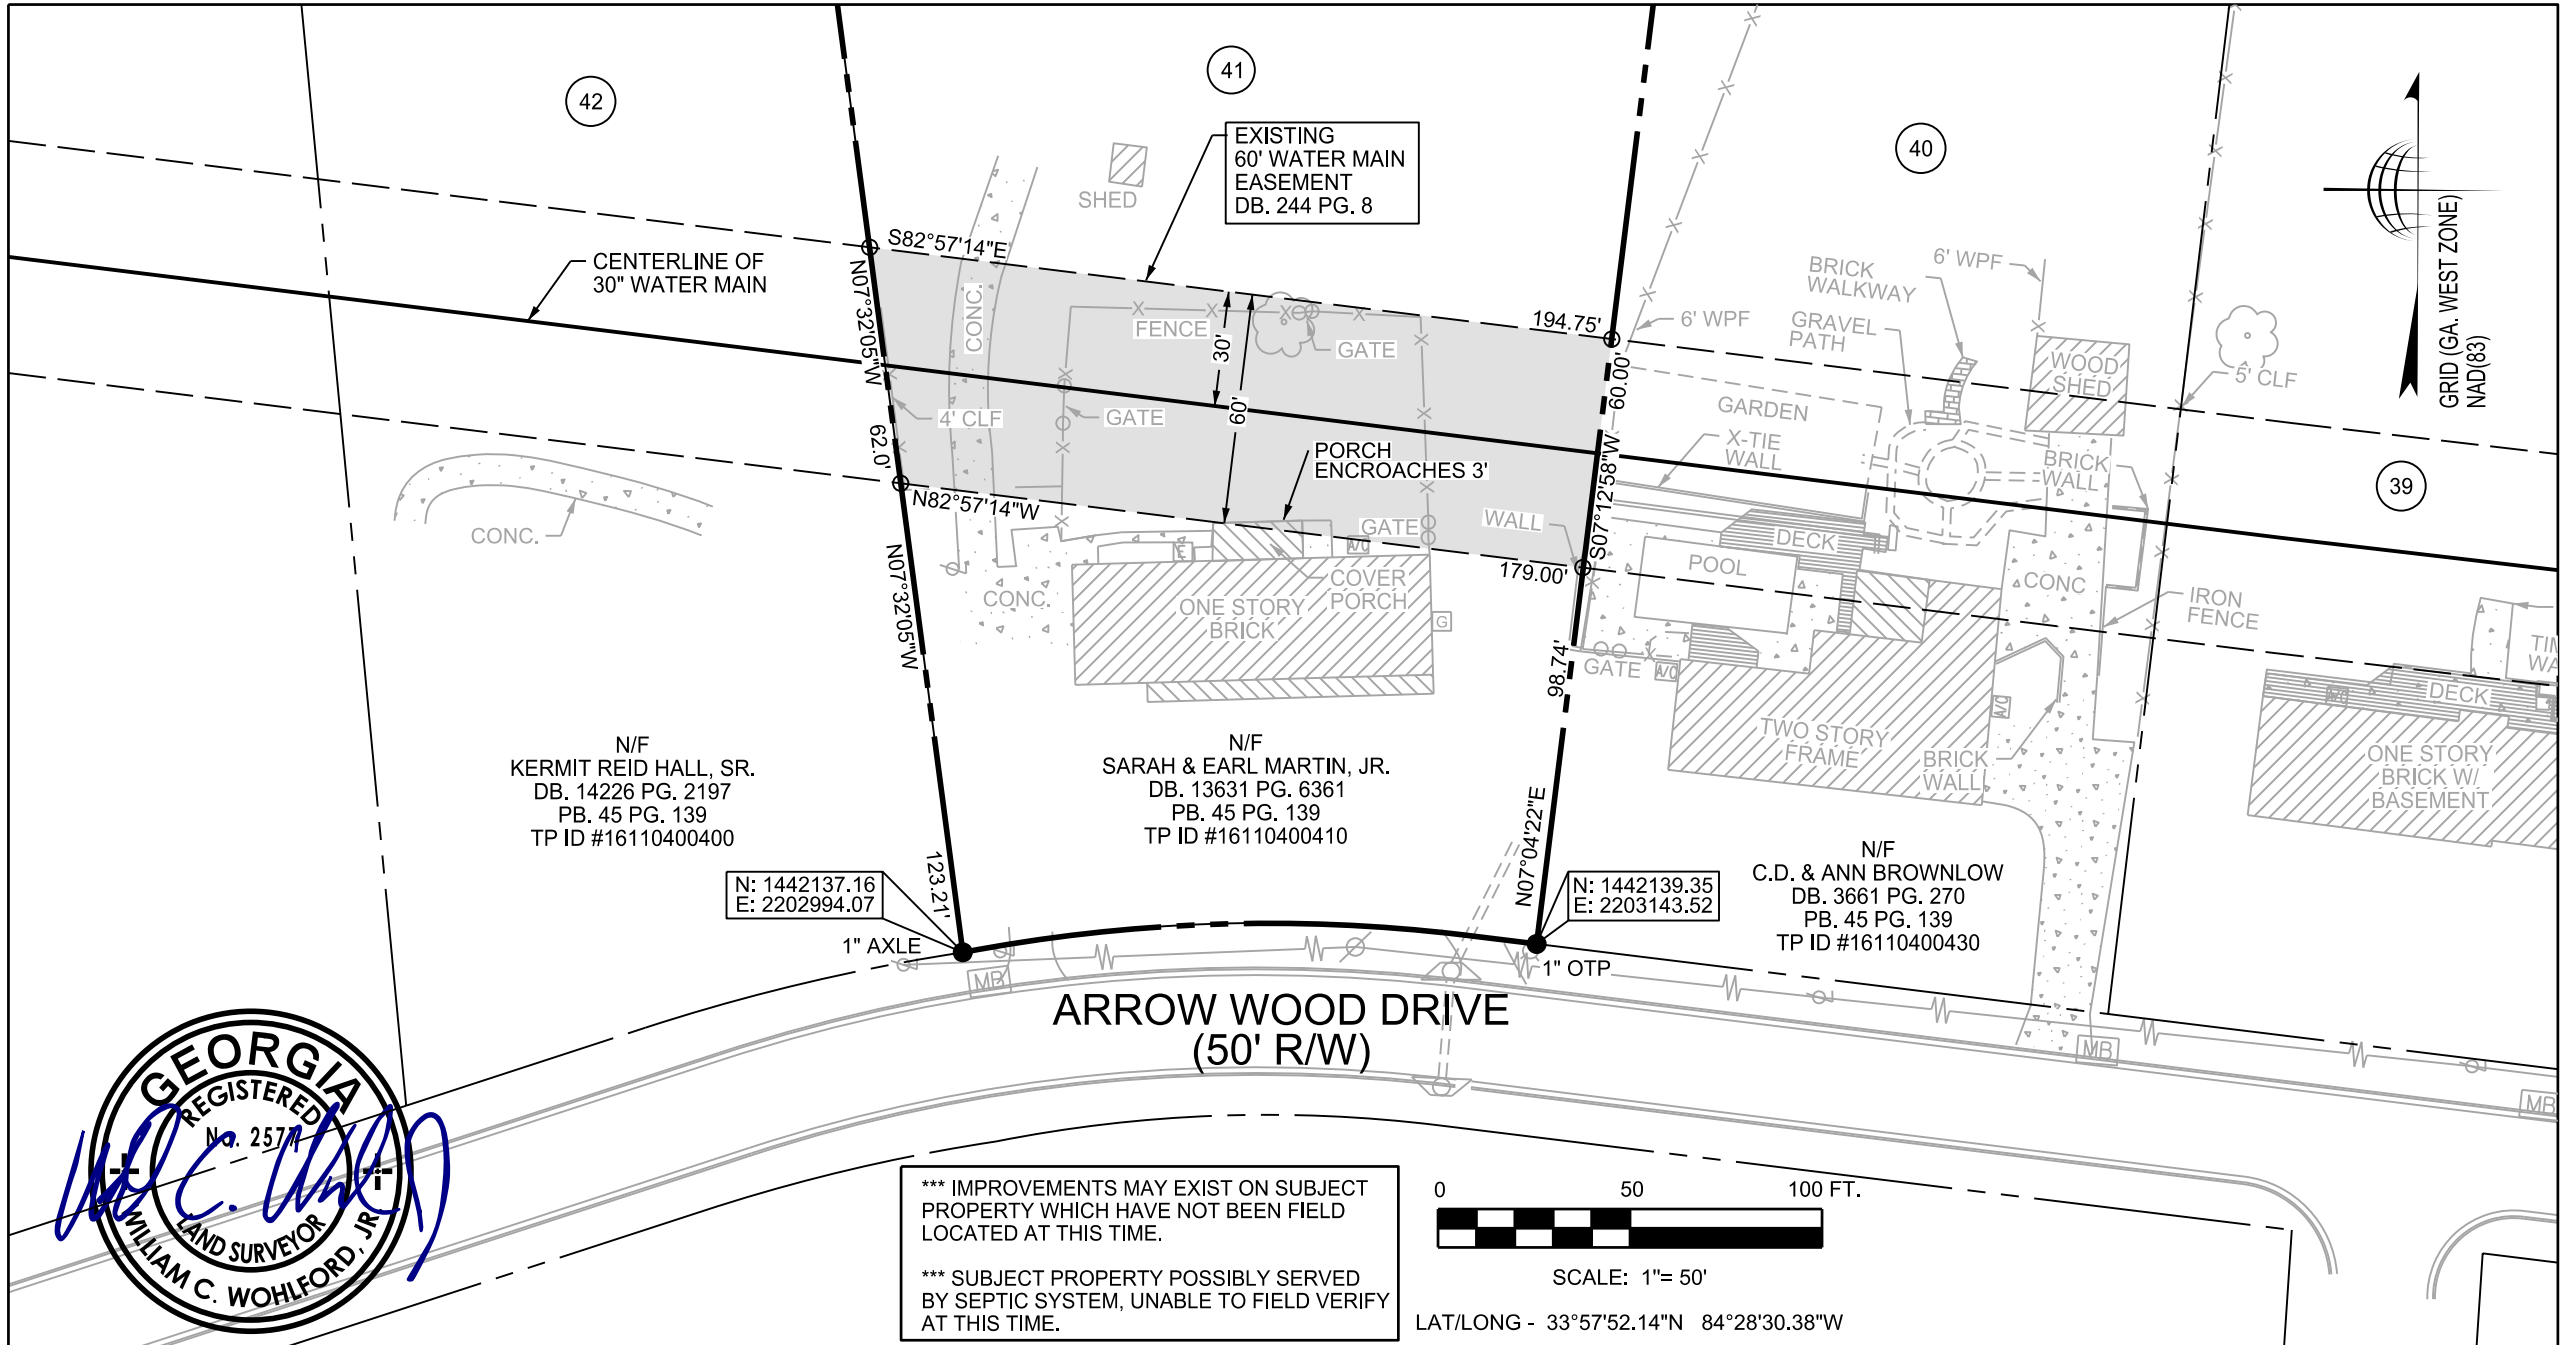 42
41
40
39
EXISTING
60' WATER MAIN
EASEMENT
DB. 244 PG. 8
SHED
CENTERLINE OF
30" WATER MAIN
S82°57'14"E
194.75'
N07°32'05"W
62.0'
CONC.
FENCE
GATE
30'
60'
4' CLF
GATE
PORCH
ENCROACHES 3'
N82°57'14"W
179.00'
60.00'
S07°12'58"W
WALL
GATE
A/C
E
COVER
PORCH
CONC.
ONE STORY
BRICK
G
CONC.
N07°32'05"W
123.21'
98.74'
N07°04'22"E
6' WPF
BRICK
WALKWAY
6' WPF
GRAVEL
PATH
WOOD
SHED
5' CLF
GARDEN
X-TIE
WALL
BRICK
WALL
DECK
POOL
CONC
IRON
FENCE
GATE
A/C
A/C
TWO STORY
FRAME
BRICK
WALL
DECK
A/C
TIM
WA
ONE STORY
BRICK W/
BASEMENT
GRID (GA. WEST ZONE)
NAD(83)
N/F
KERMIT REID HALL, SR.
DB. 14226 PG. 2197
PB. 45 PG. 139
TP ID #16110400400
N/F
SARAH & EARL MARTIN, JR.
DB. 13631 PG. 6361
PB. 45 PG. 139
TP ID #16110400410
N/F
C.D. & ANN BROWNLOW
DB. 3661 PG. 270
PB. 45 PG. 139
TP ID #16110400430
N: 1442137.16
E: 2202994.07
1" AXLE
N: 1442139.35
E: 2203143.52
1" OTP
MB
MB
MB
ARROW WOOD DRIVE
(50' R/W)
GEORGIA
REGISTERED
No. 2577
LAND SURVEYOR
WILLIAM C. WOHLFORD, JR.
*** IMPROVEMENTS MAY EXIST ON SUBJECT
PROPERTY WHICH HAVE NOT BEEN FIELD
LOCATED AT THIS TIME.
*** SUBJECT PROPERTY POSSIBLY SERVED
BY SEPTIC SYSTEM, UNABLE TO FIELD VERIFY
AT THIS TIME.
0 50 100 FT.
SCALE: 1"= 50'
LAT/LONG - 33°57'52.14"N 84°28'30.38"W